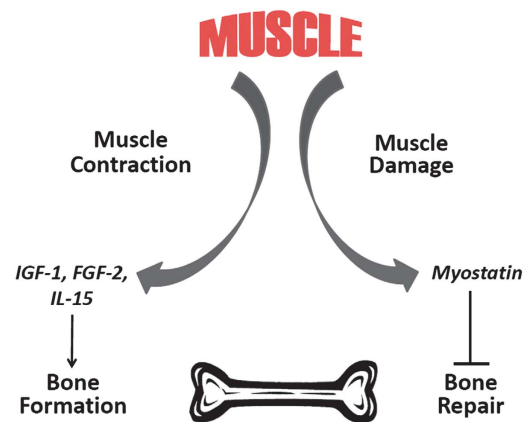 MUSCLE
Muscle
Contraction
Muscle
Damage
IGF-1, FGF-2,
IL-15
Myostatin
Bone
Formation
Bone
Repair